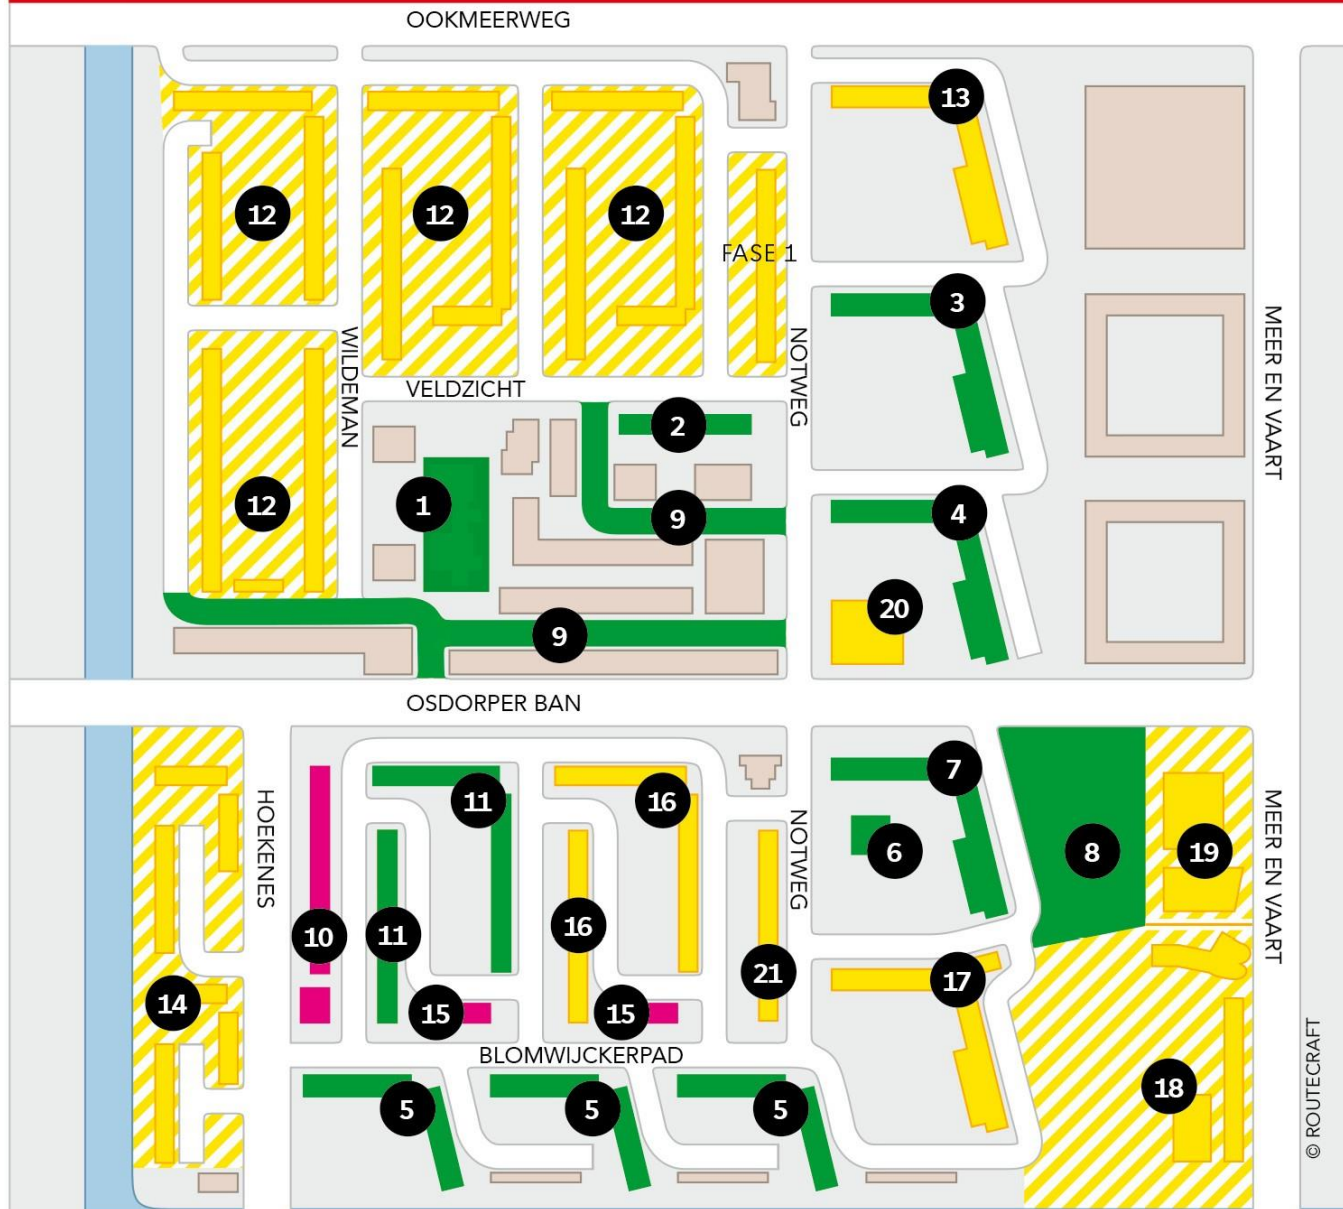 OOKMEERWEG
13
12
12
12
FASE 1
3
MEER EN VAART
NOTWEG
WILDEMAN
VELDZICHT
2
12
1
9
4
20
9
OSDORPER BAN
7
HOEKENES
11
16
NOTWEG
6
8
19
MEER EN VAART
10
11
16
21
17
14
15
15
BLOMWIJCKERPAD
18
5
5
5
© ROUTECRAFT